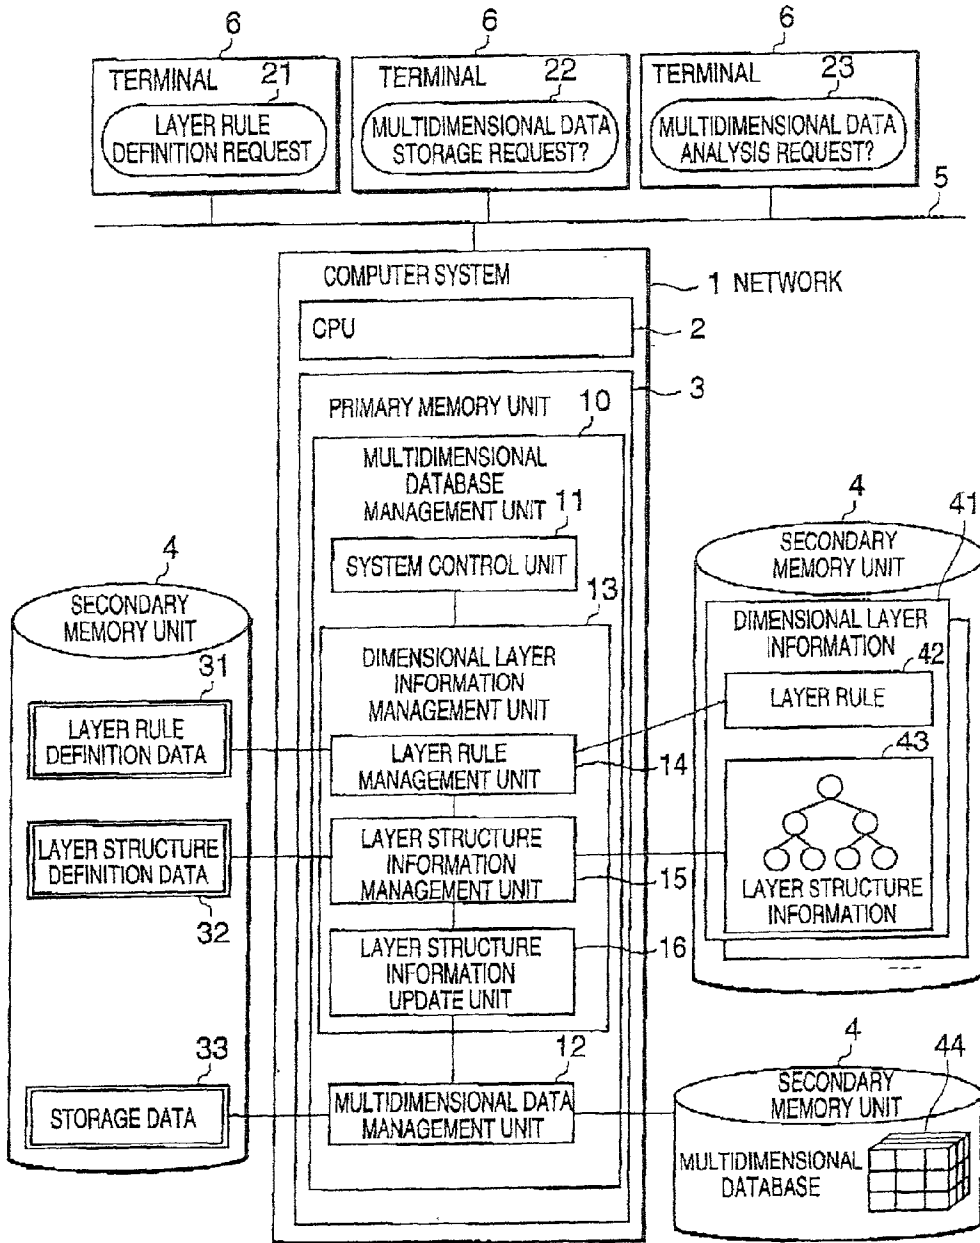 6
6
6
TERMINAL
21
LAYER RULE
DEFINITION REQUEST
TERMINAL
22
MULTIDIMENSIONAL DATA
STORAGE REQUEST?
TERMINAL
23
MULTIDIMENSIONAL DATA
ANALYSIS REQUEST?
5
COMPUTER SYSTEM
1 NETWORK
CPU
2
3
PRIMARY MEMORY UNIT
10
MULTIDIMENSIONAL
DATABASE
MANAGEMENT UNIT
11
SYSTEM CONTROL UNIT
13
DIMENSIONAL LAYER
INFORMATION
MANAGEMENT UNIT
LAYER RULE
MANAGEMENT UNIT
14
LAYER STRUCTURE
INFORMATION
MANAGEMENT UNIT
15
LAYER STRUCTURE
INFORMATION
UPDATE UNIT
16
12
MULTIDIMENSIONAL DATA
MANAGEMENT UNIT
4
SECONDARY
MEMORY UNIT
31
LAYER RULE
DEFINITION DATA
LAYER STRUCTURE
DEFINITION DATA
32
33
STORAGE DATA
4
41
SECONDARY
MEMORY UNIT
DIMENSIONAL LAYER
INFORMATION
42
LAYER RULE
43
LAYER STRUCTURE
INFORMATION
4
44
SECONDARY
MEMORY UNIT
MULTIDIMENSIONAL
DATABASE